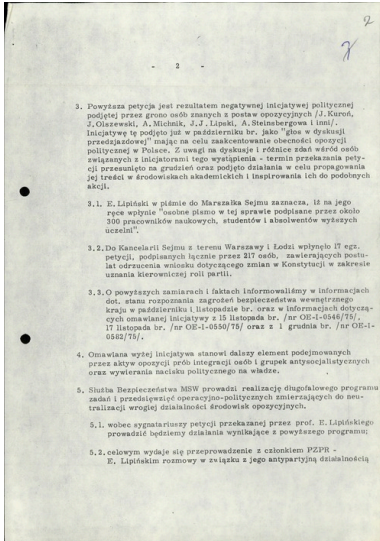 2
- 2 -
3. Powyższa petycja jest rezultatem negatywnej inicjatywej politycznej
podjętej przez grono osób znanych z postaw opozycyjnych /J.Kuroń,
J.Olszewski, A.Michnik, J.J.Lipski, A.Steinsbergowa i inni/.
Inicjatywę tę podjęto już w październiku br. jako "głos w dyskusji
przedzjazdowej" mając na celu zaakcentowanie obecności opozycji
politycznej w Polsce. Z uwagi na dyskusje i różnice zdań wśród osób
związanych z inicjatorami tego wystąpienia - termin przekazania pety-
cji przesunięto na grudzień oraz podjęto działania w celu propagowania
jej treści w środowiskach akademickich i inspirowania ich do podobnych
akcji.
3.1. E. Lipiński w piśmie do Marszałka Sejmu zaznacza, iż na jego
ręce wpłynie "osobne pismo w tej sprawie podpisane przez około
300 pracowników naukowych, studentów i absolwentów wyższych
uczelni".
3.2. Do Kancelarii Sejmu z terenu Warszawy i Łodzi wpłynęło 17 egz.
petycji, podpisanych łącznie przez 217 osób, zawierających postu-
lat odrzucenia wniosku dotyczącego zmian w Konstytucji w zakresie
uznania kierowniczej roli partii.
3.3. O powyższych zamiarach i faktach informowaliśmy w informacjach
dot. stanu rozpoznania zagrożeń bezpieczeństwa wewnętrznego
kraju w październiku i listopadzie br. oraz w informacjach dotyczą-
cych omawianej inicjatywy z 15 listopada br. /nr OE-I-0546/75/,
17 listopada br. /nr OE-I-0550/75/ oraz z 1 grudnia br. /nr OE-I-
0582/75/.
4. Omawiana wyżej inicjatywa stanowi dalszy element podejmowanych
przez aktyw opozycji prób integracji osób i grupek antysocjalistycznych
oraz wywierania nacisku politycznego na władze.
5. Służba Bezpieczeństwa MSW prowadzi realizację długofalowego programu
zadań i przedsięwzięć operacyjno-politycznych zmierzających do neu-
tralizacji wrogiej działalności środowisk opozycyjnych.
5.1. wobec sygnatariuszy petycji przekazanej przez prof. E. Lipińskiego
prowadzić będziemy działania wynikające z powyższego programu;
5.2. celowym wydaje się przeprowadzenie z członkiem PZPR -
E. Lipińskim rozmowy w związku z jego antypartyjną działalnością